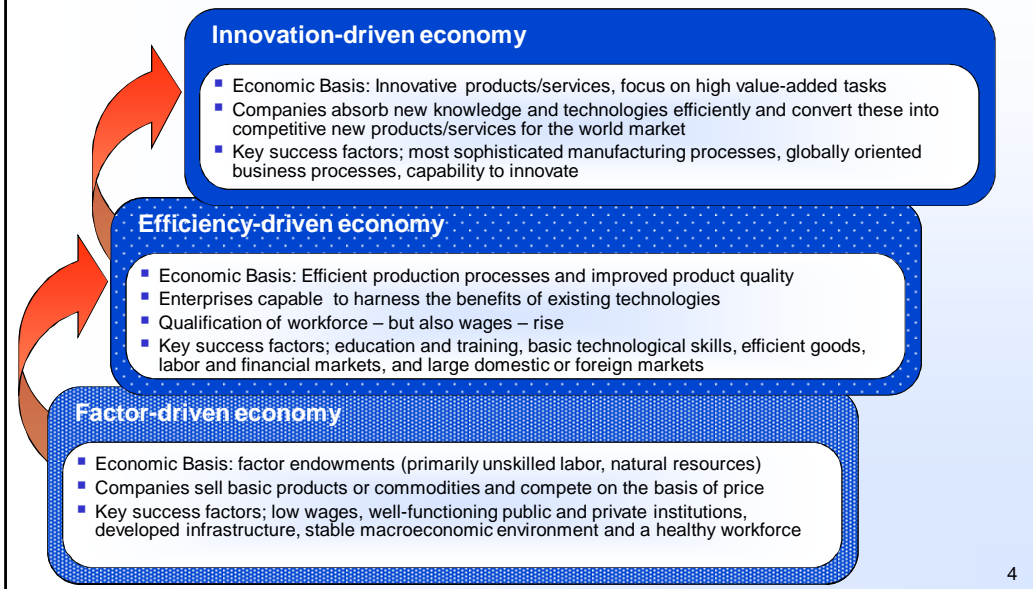 Innovation-driven economy
▪ Economic Basis: Innovative products/services, focus on high value-added tasks
▪ Companies absorb new knowledge and technologies efficiently and convert these into
competitive new products/services for the world market
▪ Key success factors; most sophisticated manufacturing processes, globally oriented
business processes, capability to innovate
Efficiency-driven economy
▪ Economic Basis: Efficient production processes and improved product quality
▪ Enterprises capable to harness the benefits of existing technologies
▪ Qualification of workforce – but also wages – rise
▪ Key success factors; education and training, basic technological skills, efficient goods,
labor and financial markets, and large domestic or foreign markets
Factor-driven economy
▪ Economic Basis: factor endowments (primarily unskilled labor, natural resources)
▪ Companies sell basic products or commodities and compete on the basis of price
▪ Key success factors; low wages, well-functioning public and private institutions,
developed infrastructure, stable macroeconomic environment and a healthy workforce
4